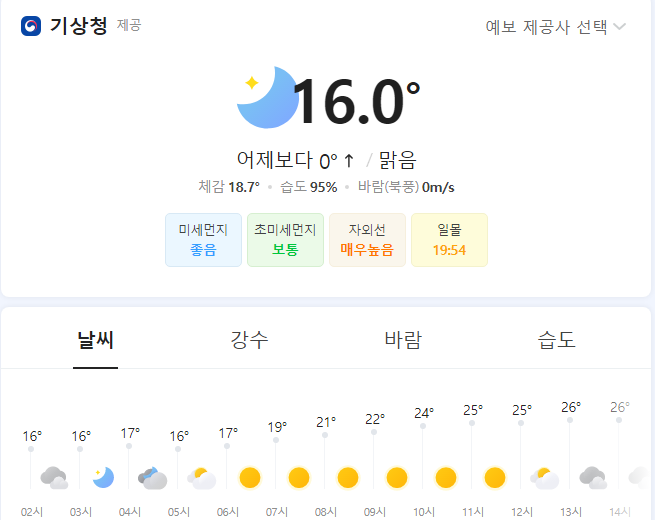 기상청 제공 예보 제공사 선택
16.0°
어제보다 0° ↑ / 맑음
체감 18.7° • 습도 95% • 바람(북풍) 0m/s
미세먼지 초미세먼지 자외선 일몰
좋음 보통 매우높음 19:54
날씨 강수 바람 습도
16° 16° 17° 16° 17° 19° 21° 22° 24° 25° 25° 26° 26°
02시 03시 04시 05시 06시 07시 08시 09시 10시 11시 12시 13시 14시